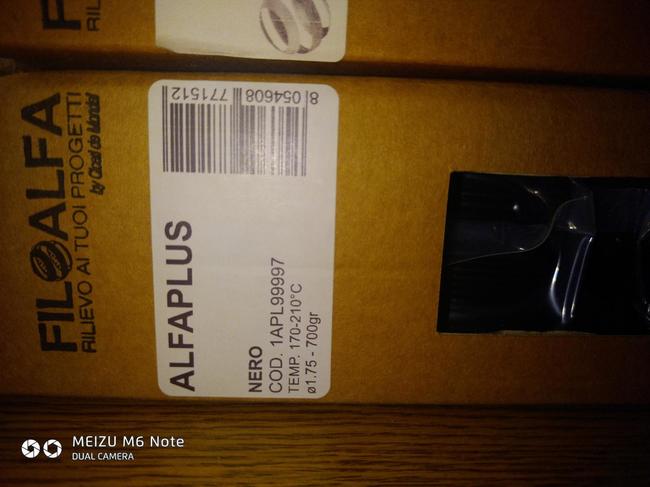 FILOALFA
RILIEVO AI TUOI PROGETTI
by Ciceri de Mondel
8 054608 771512
ALFAPLUS
NERO
COD. 1APL99997
TEMP. 170-210°C
ø1.75 - 700gr
MEIZU M6 Note
DUAL CAMERA